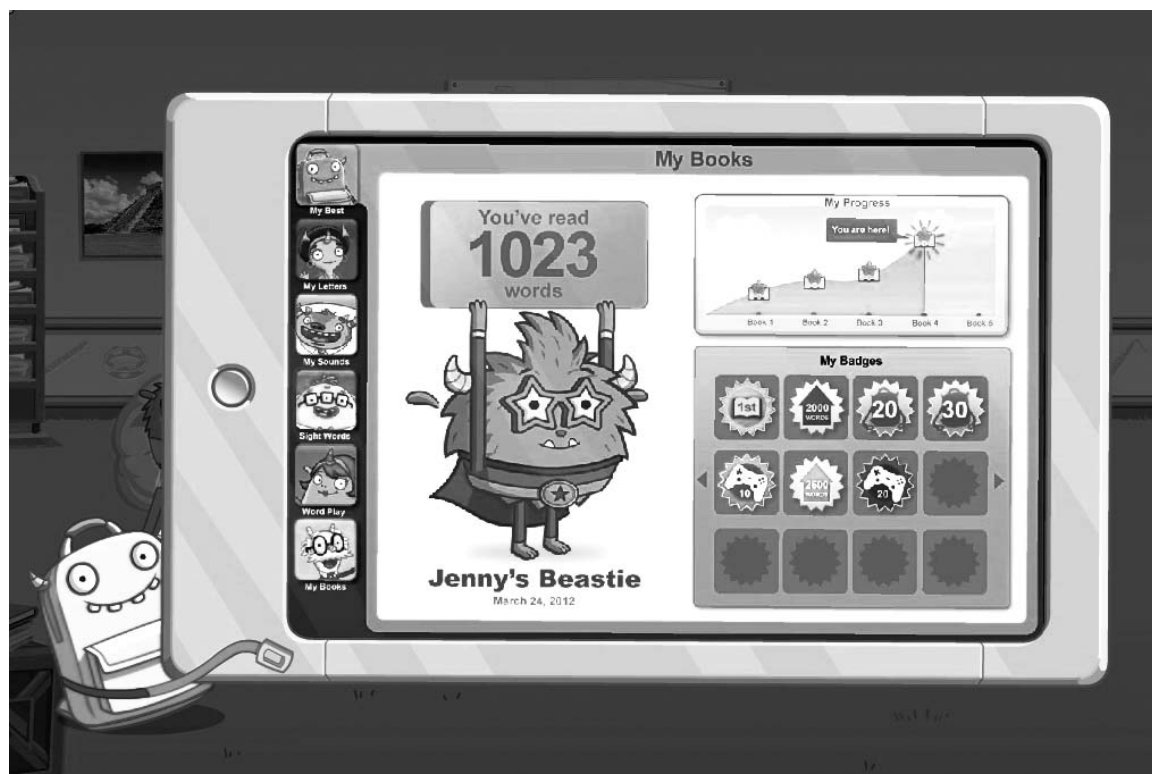 My Books
My Best
My Letters
My Sounds
Sight Words
Word Play
My Books
You've read
1023
words
Jenny's Beastie
March 24, 2012
My Progress
You are here!
Book 1
Book 2
Book 3
Book 4
Book 5
My Badges
1st
2000
WORDS
20
30
10
2500
WORDS
20